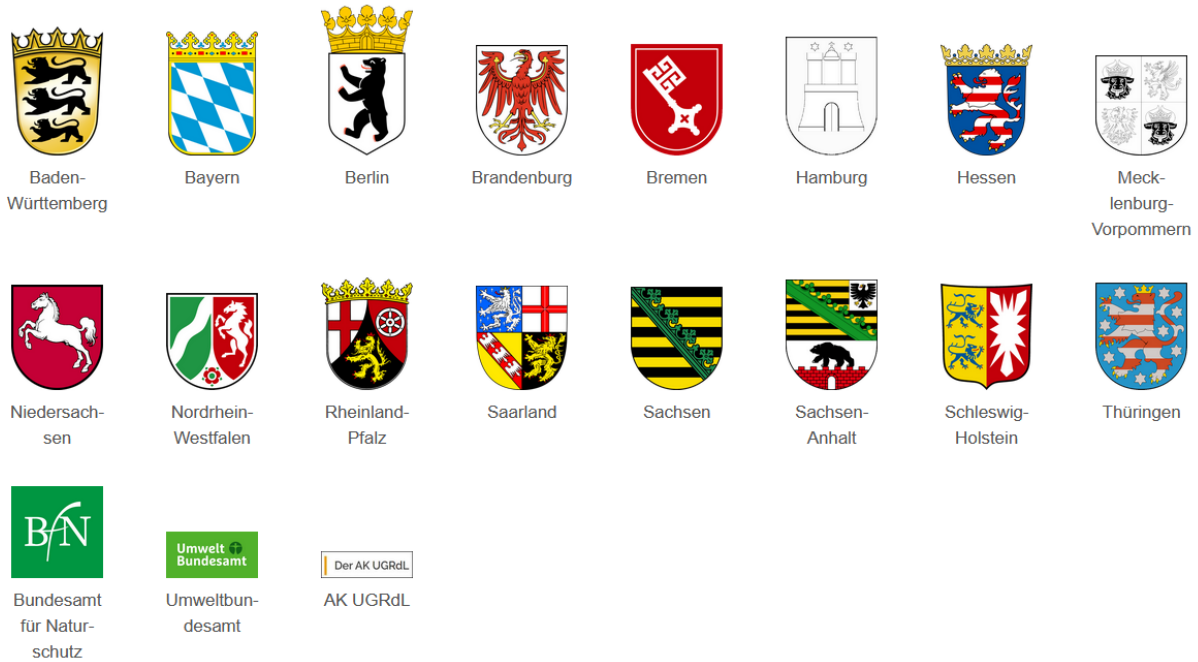 Baden-
Württemberg
Bayern
Berlin
Brandenburg
Bremen
Hamburg
Hessen
Meck-
lenburg-
Vorpommern
Niedersach-
sen
Nordrhein-
Westfalen
Rheinland-
Pfalz
Saarland
Sachsen
Sachsen-
Anhalt
Schleswig-
Holstein
Thüringen
BfN
Bundesamt
für Natur-
schutz
Umwelt
Bundesamt
Umweltbun-
desamt
Der AK UGRdL
AK UGRdL